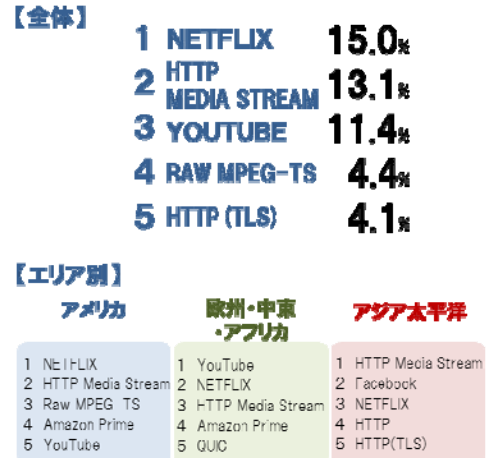 【全体】
1 NETFLIX 15.0%
2 HTTP
MEDIA STREAM 13.1%
3 YOUTUBE 11.4%
4 RAW MPEG-TS 4.4%
5 HTTP (TLS) 4.1%
【エリア別】
アメリカ
1 NETFLIX
2 HTTP Media Stream
3 Raw MPEG TS
4 Amazon Prime
5 YouTube
欧州・中東
・アフリカ
1 YouTube
2 NETFLIX
3 HTTP Media Stream
4 Amazon Prime
5 QUIC
アジア太平洋
1 HTTP Media Stream
2 Facebook
3 NETFLIX
4 HTTP
5 HTTP(TLS)